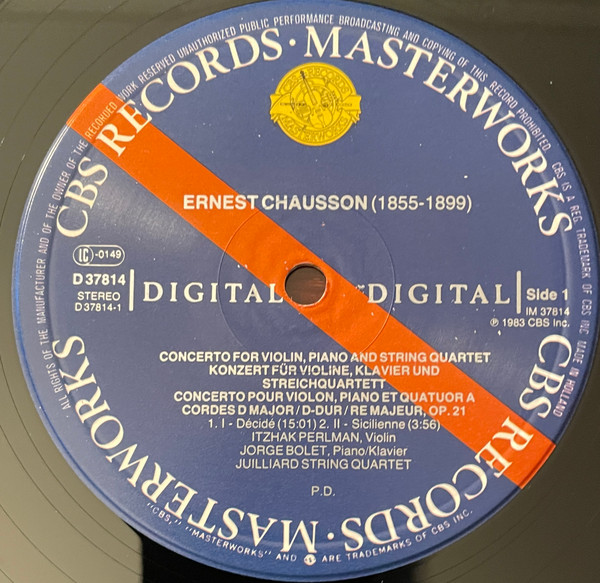 ALL RIGHTS OF THE MANUFACTURER AND OF THE OWNER OF THE RECORDED WORK RESERVED UNAUTHORIZED PUBLIC PERFORMANCE BROADCASTING AND COPYING OF THIS RECORD PROHIBITED. CBS IS A REG. TRADEMARK OF CBS INC. MADE IN HOLLAND
CBS RECORDS · MASTERWORKS
CBS RECORDS
MASTERWORKS
ERNEST CHAUSSON (1855-1899)
LC -0149
D 37814
STEREO
D 37814-1
DIGITAL DIGITAL
Side 1
IM 37814
℗ 1983 CBS Inc.
CONCERTO FOR VIOLIN, PIANO AND STRING QUARTET
KONZERT FÜR VIOLINE, KLAVIER UND
STREICHQUARTETT
CONCERTO POUR VIOLON, PIANO ET QUATUOR A
CORDES D MAJOR / D-DUR / RE MAJEUR, OP. 21
1. I - Décidé (15:01) 2. II - Sicilienne (3:56)
ITZHAK PERLMAN, Violin
JORGE BOLET, Piano/Klavier
JUILLIARD STRING QUARTET
P.D.
CBS RECORDS · MASTERWORKS
"CBS," "MASTERWORKS" AND ARE TRADEMARKS OF CBS INC.